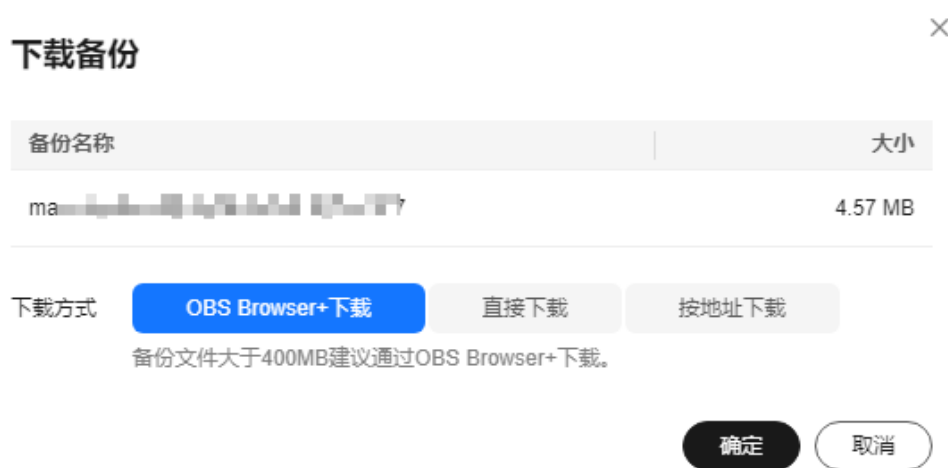 下载备份
备份名称 大小
4.57 MB
下载方式 OBS Browser+下载 直接下载 按地址下载
备份文件大于400MB建议通过OBS Browser+下载。
确定 取消